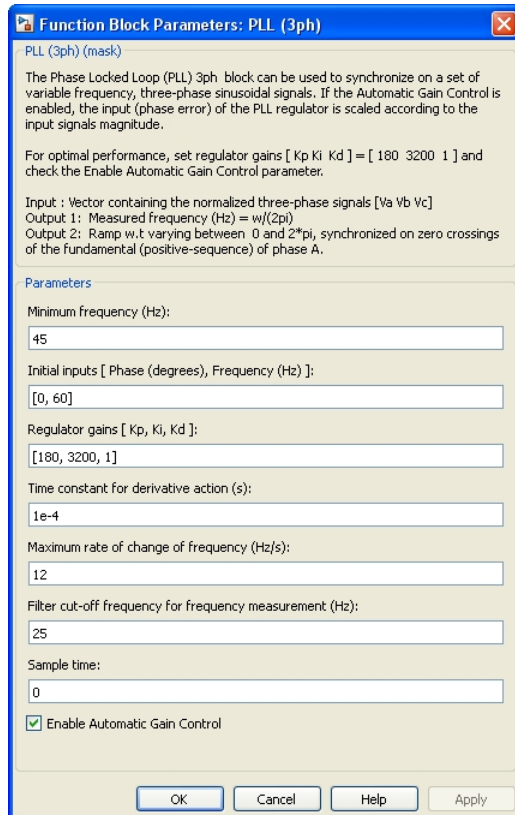 Function Block Parameters: PLL (3ph)
PLL (3ph) (mask)
The Phase Locked Loop (PLL) 3ph block can be used to synchronize on a set of
variable frequency, three-phase sinusoidal signals. If the Automatic Gain Control is
enabled, the input (phase error) of the PLL regulator is scaled according to the
input signals magnitude.
For optimal performance, set regulator gains [ Kp Ki Kd ] = [ 180 3200 1 ] and
check the Enable Automatic Gain Control parameter.
Input : Vector containing the normalized three-phase signals [Va Vb Vc]
Output 1: Measured frequency (Hz) = w/(2pi)
Output 2: Ramp w.t varying between 0 and 2*pi, synchronized on zero crossings
of the fundamental (positive-sequence) of phase A.
Parameters
Minimum frequency (Hz):
45
Initial inputs [ Phase (degrees), Frequency (Hz) ]:
[0, 60]
Regulator gains [ Kp, Ki, Kd ]:
[180, 3200, 1]
Time constant for derivative action (s):
1e-4
Maximum rate of change of frequency (Hz/s):
12
Filter cut-off frequency for frequency measurement (Hz):
25
Sample time:
0
Enable Automatic Gain Control
OK Cancel Help Apply